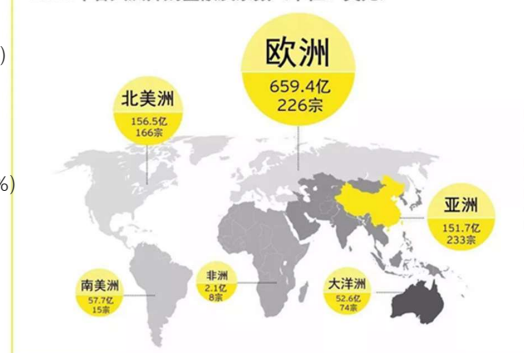 )
欧洲
659.4亿
226宗
北美洲
156.5亿
166宗
%)
亚洲
151.7亿
233宗
南美洲
57.7亿
15宗
非洲
2.1亿
8宗
大洋洲
52.6亿
74宗